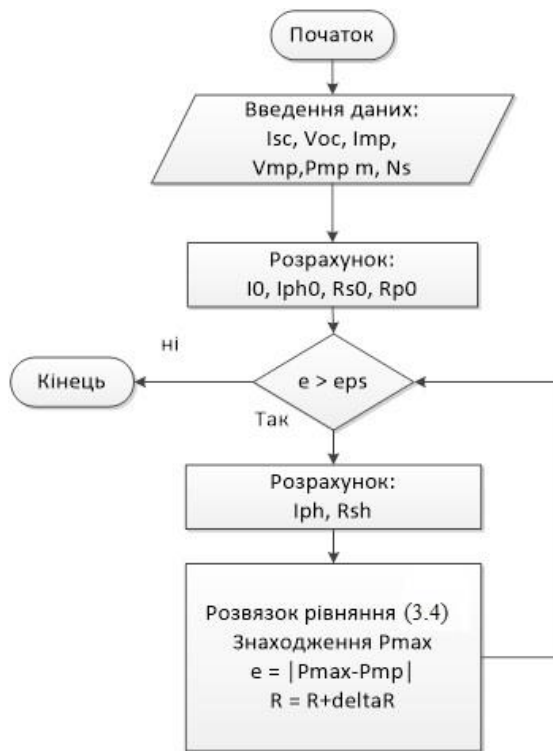 Початок
Введення даних:
Isc, Voc, Imp,
Vmp,Pmp m, Ns
Розрахунок:
I0, Iph0, Rs0, Rp0
ні
Кінець
e > eps
Так
Розрахунок:
Iph, Rsh
Розвязок рівняння (3.4)
Знаходження Pmax
e = |Pmax-Pmp|
R = R+deltaR